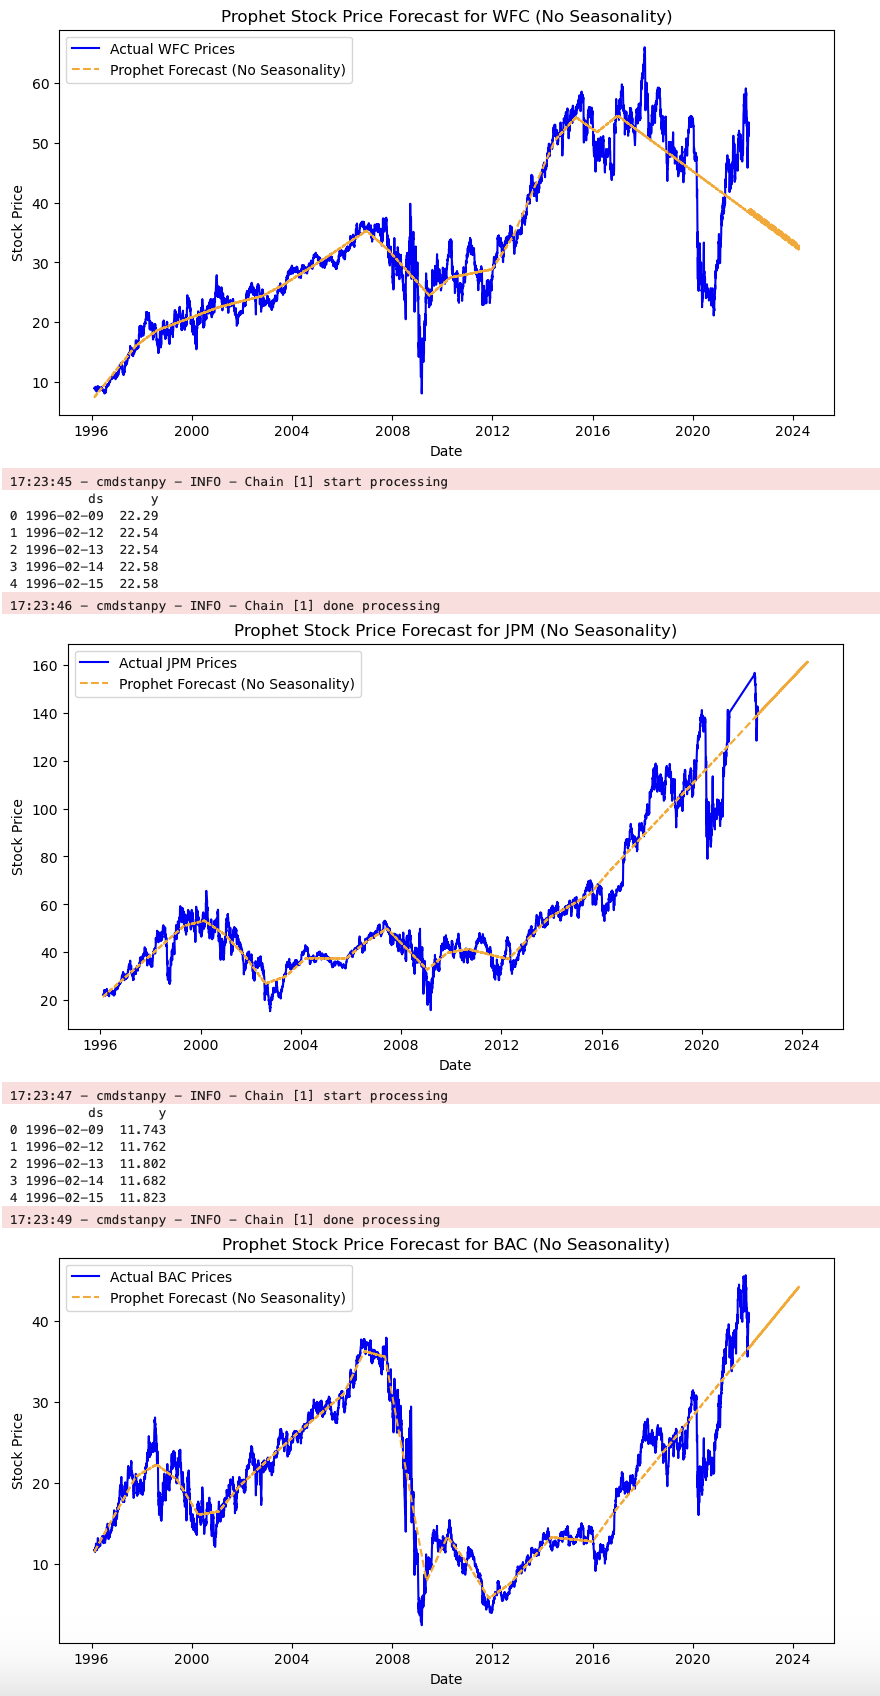 Prophet Stock Price Forecast for WFC (No Seasonality)
Actual WFC Prices
Prophet Forecast (No Seasonality)
60
50
40
30
20
10
Stock Price
1996 2000 2004 2008 2012 2016 2020 2024
Date
17:23:45 - cmdstanpy - INFO - Chain [1] start processing
ds y
0 1996-02-09 22.29
1 1996-02-12 22.54
2 1996-02-13 22.54
3 1996-02-14 22.58
4 1996-02-15 22.58
17:23:46 - cmdstanpy - INFO - Chain [1] done processing
Prophet Stock Price Forecast for JPM (No Seasonality)
Actual JPM Prices
Prophet Forecast (No Seasonality)
160
140
120
100
80
60
40
20
Stock Price
1996 2000 2004 2008 2012 2016 2020 2024
Date
17:23:47 - cmdstanpy - INFO - Chain [1] start processing
ds y
0 1996-02-09 11.743
1 1996-02-12 11.762
2 1996-02-13 11.802
3 1996-02-14 11.682
4 1996-02-15 11.823
17:23:49 - cmdstanpy - INFO - Chain [1] done processing
Prophet Stock Price Forecast for BAC (No Seasonality)
Actual BAC Prices
Prophet Forecast (No Seasonality)
40
30
20
10
Stock Price
1996 2000 2004 2008 2012 2016 2020 2024
Date